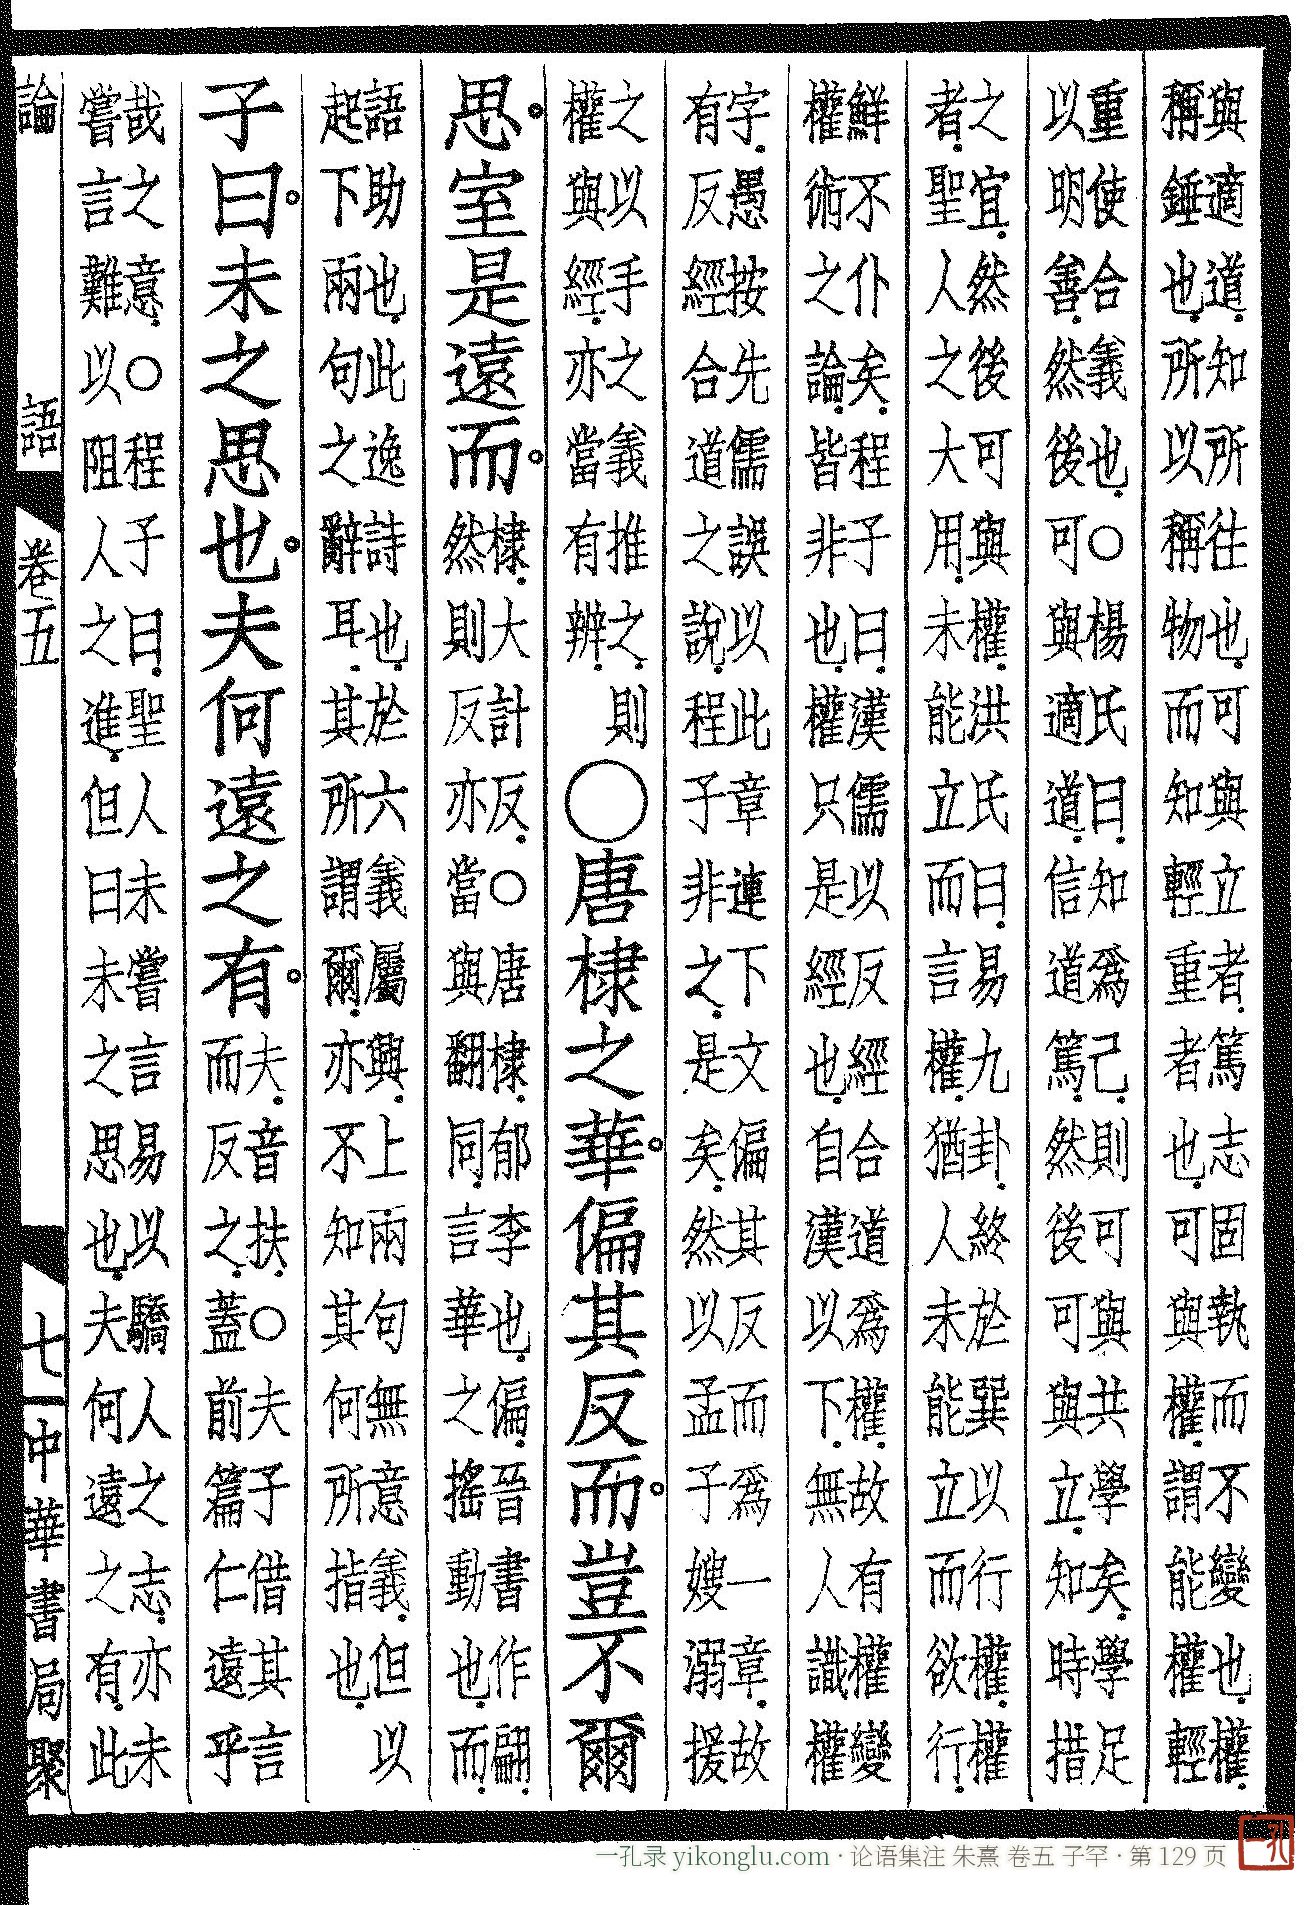 與適道。知所往也。可與立者。篤志固執而不變也。權。
稱錘也。所以稱物而知輕重者也。可與權。謂能權輕
重使合義也。○楊氏曰。知爲己。則可與共學矣。學足
以明善。然後可與適道。信道篤。然後可與立。知時措
之宜。然後可與權。洪氏曰。易九卦。終於巽以行權。權
者。聖人之大用。未能立而言權。猶人未能立而欲行。
鮮不仆矣。程子曰。漢儒以反經合道爲權。故有權變
權術之論。皆非也。權只是經也。自漢以下。無人識權
字。愚按先儒誤以此章連下文偏其反而爲一章。故
有反經合道之說。程子非之。是矣。然以孟子嫂溺援
之以手之義推之。則
權與經。亦當有辨。
○唐棣之華。偏其反而。豈不爾
思。室是遠而。
棣。大計反。○唐棣。郁李也。偏。晉書作翩。
然則反亦當與翻同。言華之搖動也。而。
語助也。此逸詩也。於六義屬興。上兩句無意義。但以
起下兩句之辭耳。其所謂爾。亦不知其何所指也。
子曰。未之思也。夫何遠之有。
夫。音扶。○夫子借其言
而反之。蓋前篇仁遠乎
哉之意。○程子曰。聖人未嘗言易以驕人之志。亦未
嘗言難以阻人之進。但曰未之思也。夫何遠之有。此
論語 卷五 七一中華書局聚
一孔录 yikonglu.com · 论语集注 朱熹 卷五 子罕 · 第 129 页
一孔